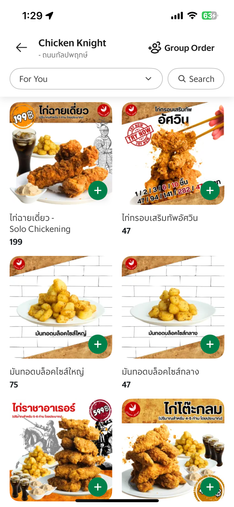 1:29
63
Chicken Knight
- ถนนกัลปพฤกษ์
Group Order
For You
Search
ไก่ฉายเดี่ยว
199฿
ไก่กรอบเสริมทัพ
อัศวิน
TRY NOW
ไก่ฉายเดี่ยว -
Solo Chickening
199
ไก่กรอบเสริมทัพอัศวิน
47
มันทอดบล็อคไซส์ใหญ่
มันทอดบล็อคไซส์กลาง
มันทอดบล็อคไซส์ใหญ่
75
มันทอดบล็อคไซส์กลาง
47
ไก่ราชาอาเธอร์
599฿
ไก่โต๊ะกลม